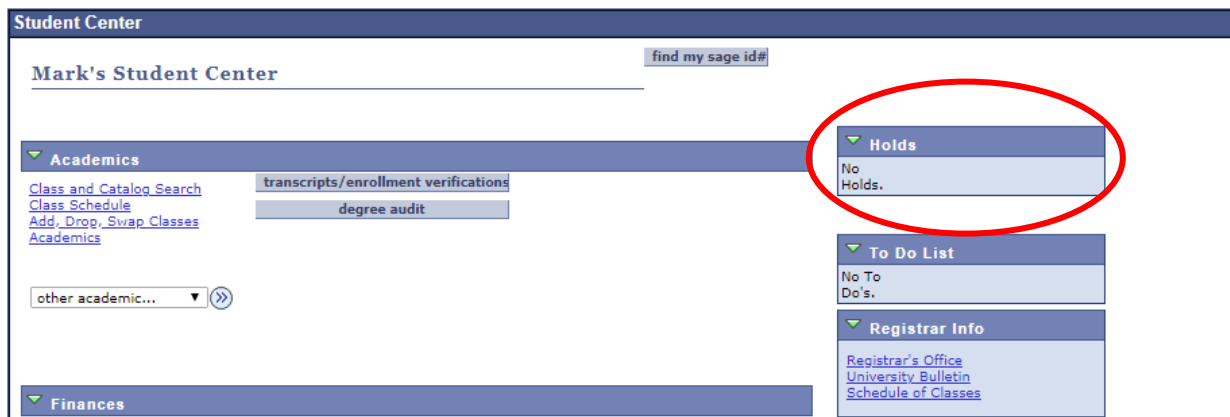 Student Center
find my sage id#
Mark's Student Center
Academics
Class and Catalog Search
Class Schedule
Add, Drop, Swap Classes
Academics
transcripts/enrollment verifications
degree audit
other academic...
Finances
Holds
No
Holds.
To Do List
No To
Do's.
Registrar Info
Registrar's Office
University Bulletin
Schedule of Classes